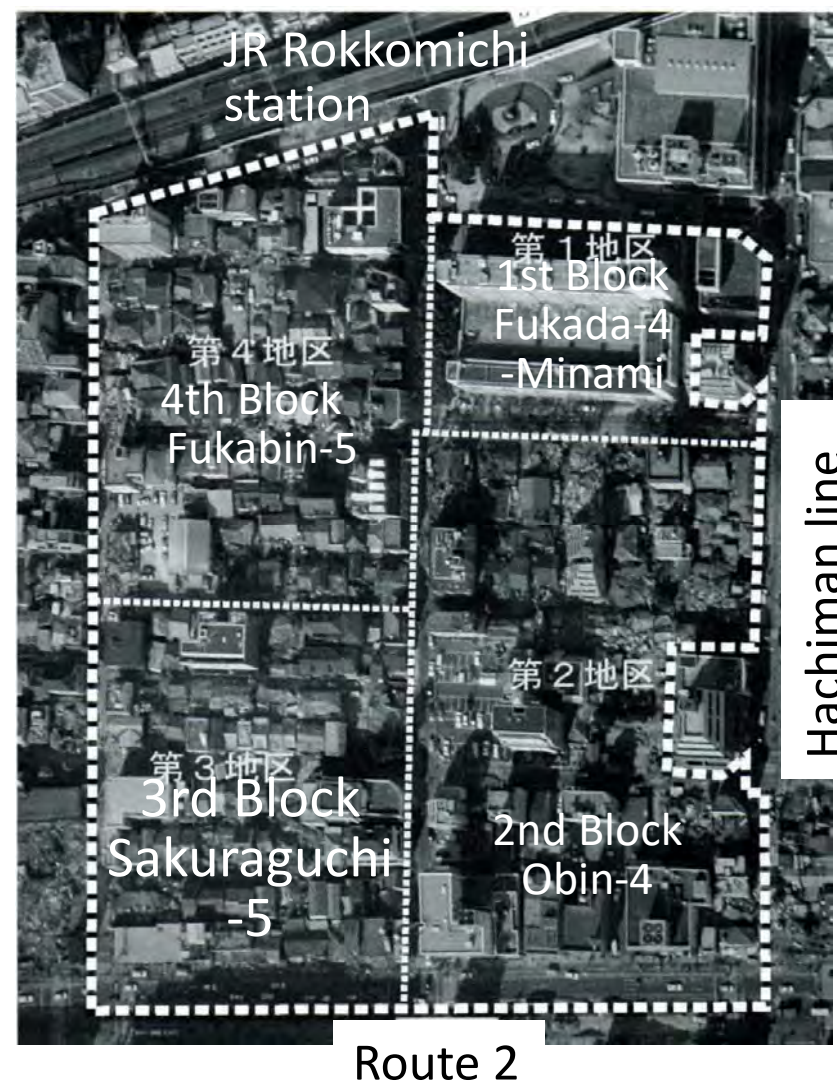 JR Rokkomichi
station
第１地区
1st Block
Fukada-4
-Minami
第４地区
4th Block
Fukabin-5
Hachiman line
第２地区
2nd Block
Obin-4
第３地区
3rd Block
Sakuraguchi
-5
Route 2